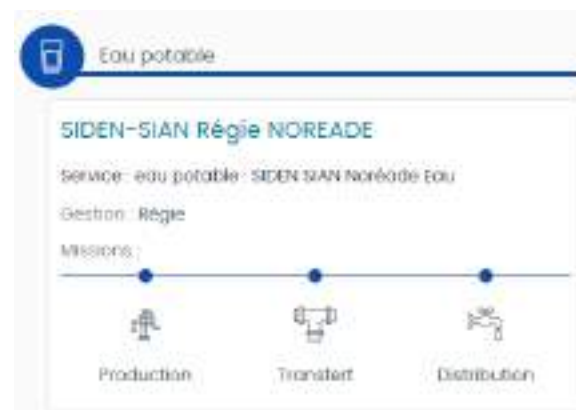 Eau potable
SIDEN-SIAN Régie NOREADE
Service : eau potable : SIDEN SIAN Noréade Eau
Gestion : Régie
Missions :
Production Transfert Distribution